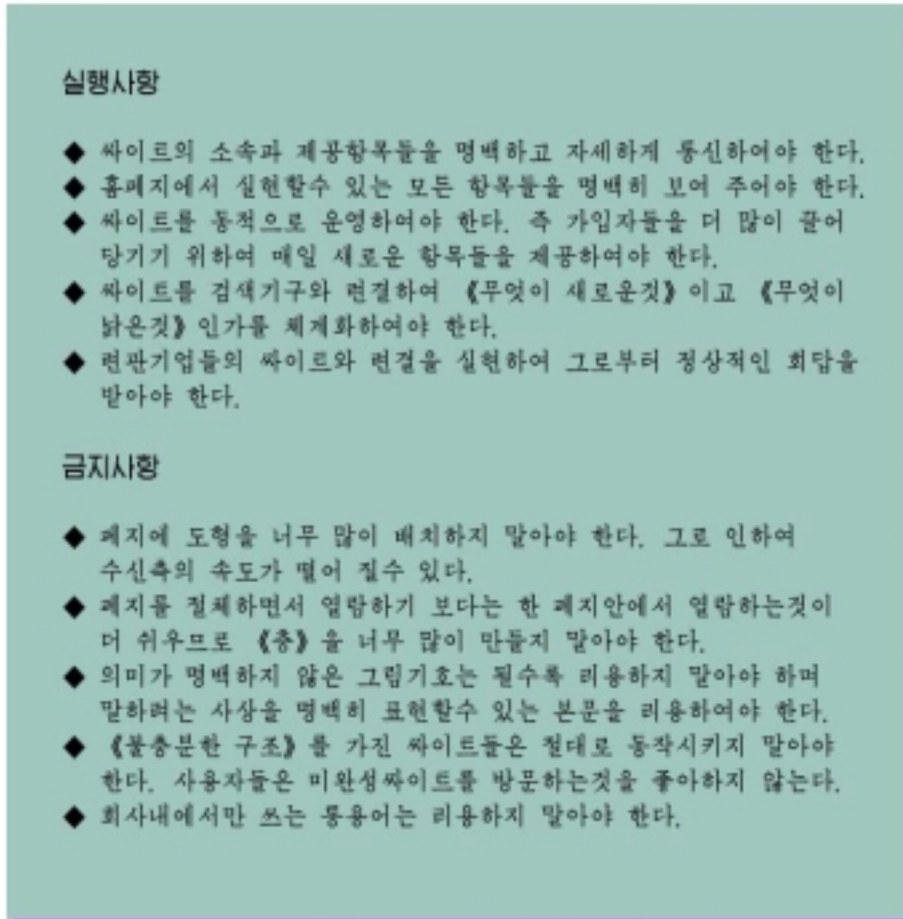 실행사항
◆ 싸이트의 소속과 제공항목들을 명백하고 자세하게 통신하여야 한다.
◆ 홈페지에서 실현할수 있는 모든 항목들을 명백히 보여 주어야 한다.
◆ 싸이트를 동적으로 운영하여야 한다. 즉 가입자들을 더 많이 끌어
당기기 위하여 매일 새로운 항목들을 제공하여야 한다.
◆ 싸이트를 검색기구와 련결하여 《무엇이 새로운것》이고 《무엇이
낡은것》인가를 체계화하여야 한다.
◆ 련관기업들의 싸이트와 련결을 실현하여 그로부터 정상적인 회답을
받아야 한다.
금지사항
◆ 페지에 도형을 너무 많이 배치하지 말아야 한다. 그로 인하여
수신측의 속도가 떨어 질수 있다.
◆ 페지를 절체하면서 열람하기 보다는 한 페지안에서 열람하는것이
더 쉬우므로 《층》을 너무 많이 만들지 말아야 한다.
◆ 의미가 명백하지 않은 그림기호는 될수록 리용하지 말아야 하며
말하려는 사상을 명백히 표현할수 있는 본문을 리용하여야 한다.
◆ 《불충분한 구조》를 가진 싸이트들은 절대로 동작시키지 말아야
한다. 사용자들은 미완성싸이트를 방문하는것을 좋아하지 않는다.
◆ 회사내에서만 쓰는 통용어는 리용하지 말아야 한다.